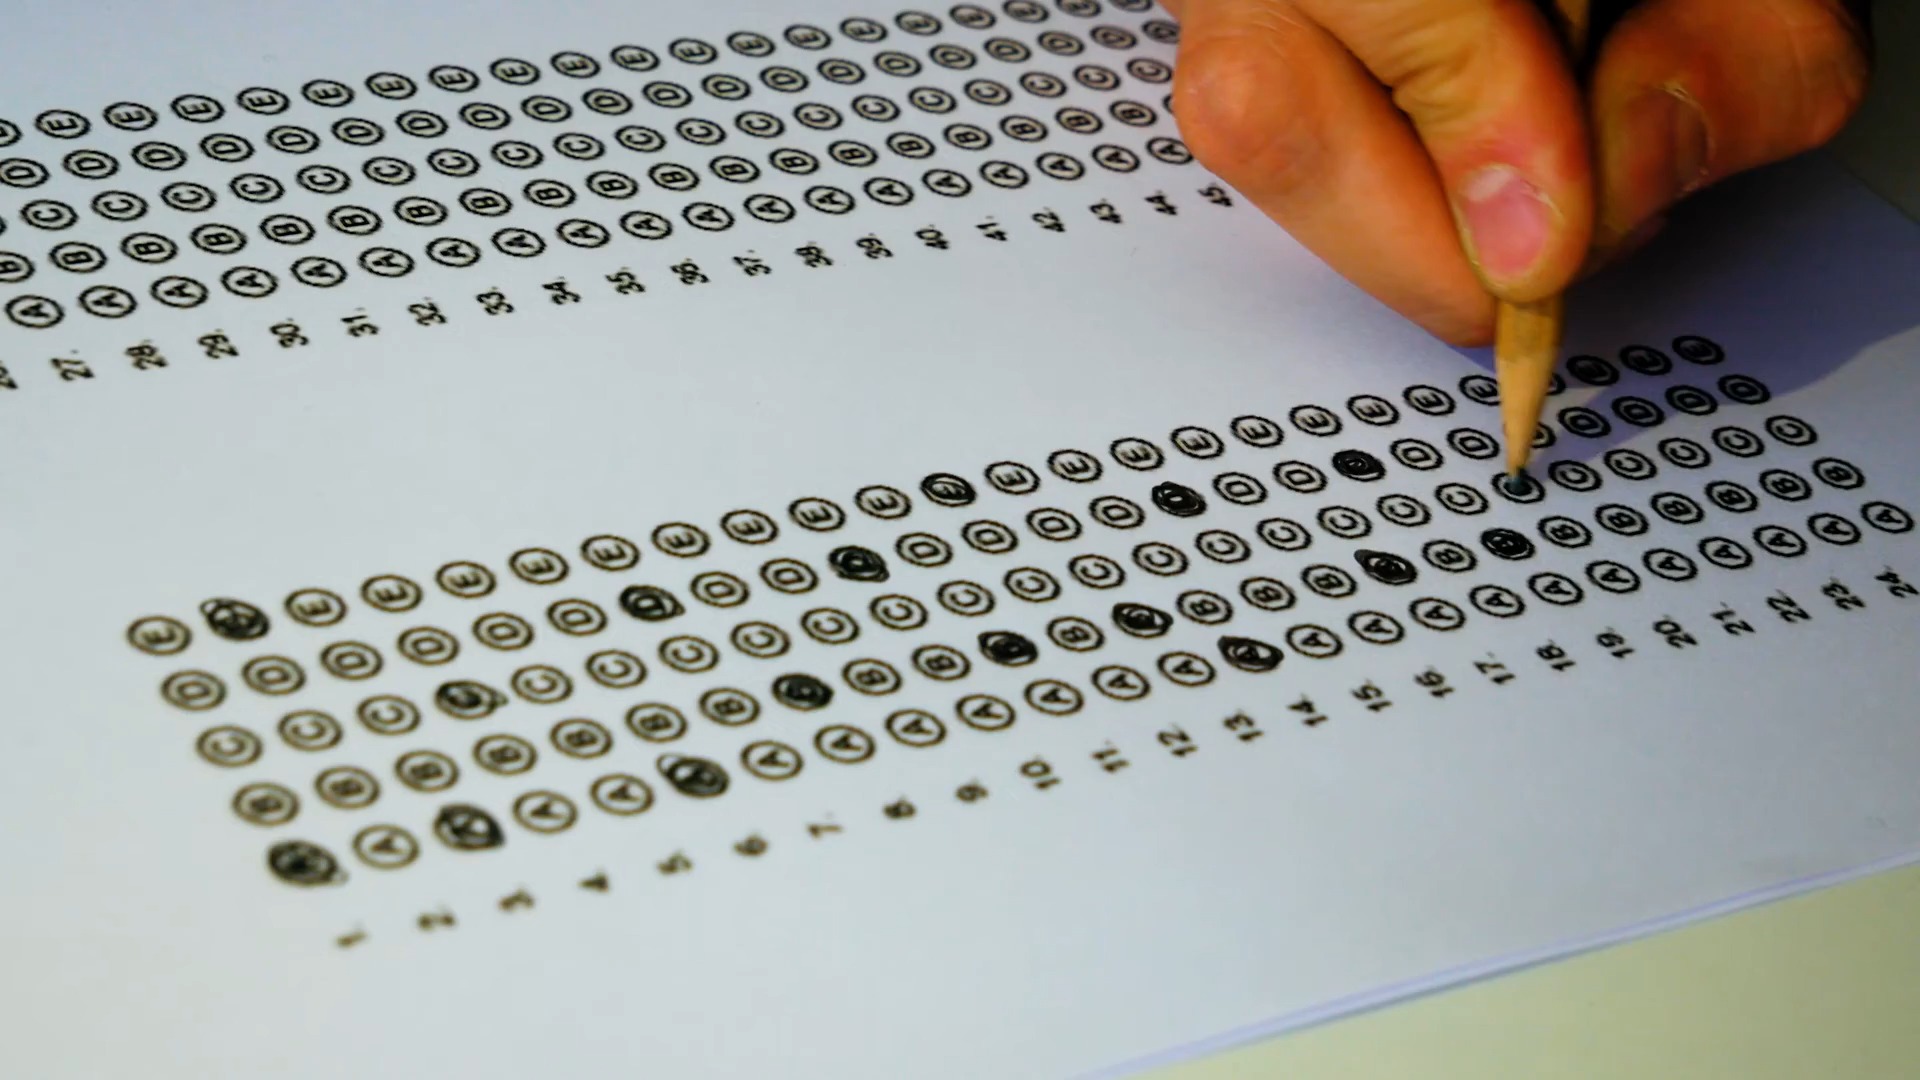 1. B C D E
2. A B C D
3. A B C D E
4. A B C D E
5. A B C D E
6. A B C D E
7. A B C D E
8. A C D E
9. A B C D E
10. A B C D E
11. A C D E
12. A B C D E
13. A C D E
14. A B C D E
15. A B C D E
16. A B C D E
17. A C D E
18. A B C D E
19. A B C D E
20. A B D E
21. A B C D E
22. A B C D
23. A B C D E
24. A B C D E
A B C D E
27. A B
28. A B C D
29. A B C D E
30. A B C D E
31. A B C D E
32. A B C D E
33. A B C D E
34. A B C D E
35. A B C D E
36. A B C D E
37. A B C D E
38. A B C D E
39. A B C D E
40. A B C D E
41. A B C D E
42. A B C D E
43. A B C D E
44. A B C D E
45. A B C D E